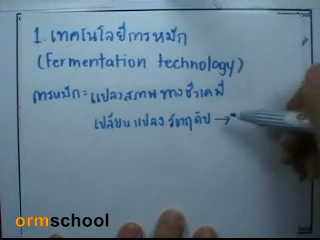 1. เทคโนโลยีการหมัก
(Fermentation technology)
การหมัก = แปลงสภาพทางชีวเคมี
เปลี่ยนแปลงวัตถุดิบ →
ormschool